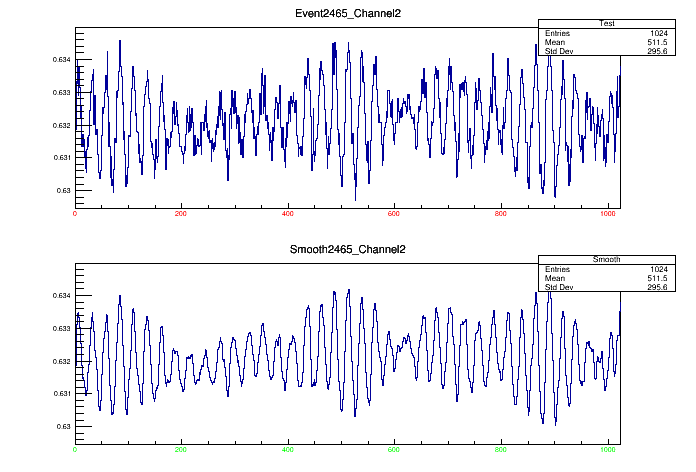 Event2465_Channel2
Test
Entries 1024
Mean 511.5
Std Dev 295.6
0.634
0.633
0.632
0.631
0.63
0 200 400 600 800 1000
Smooth2465_Channel2
Smooth
Entries 1024
Mean 511.5
Std Dev 295.6
0.634
0.633
0.632
0.631
0.63
0 200 400 600 800 1000